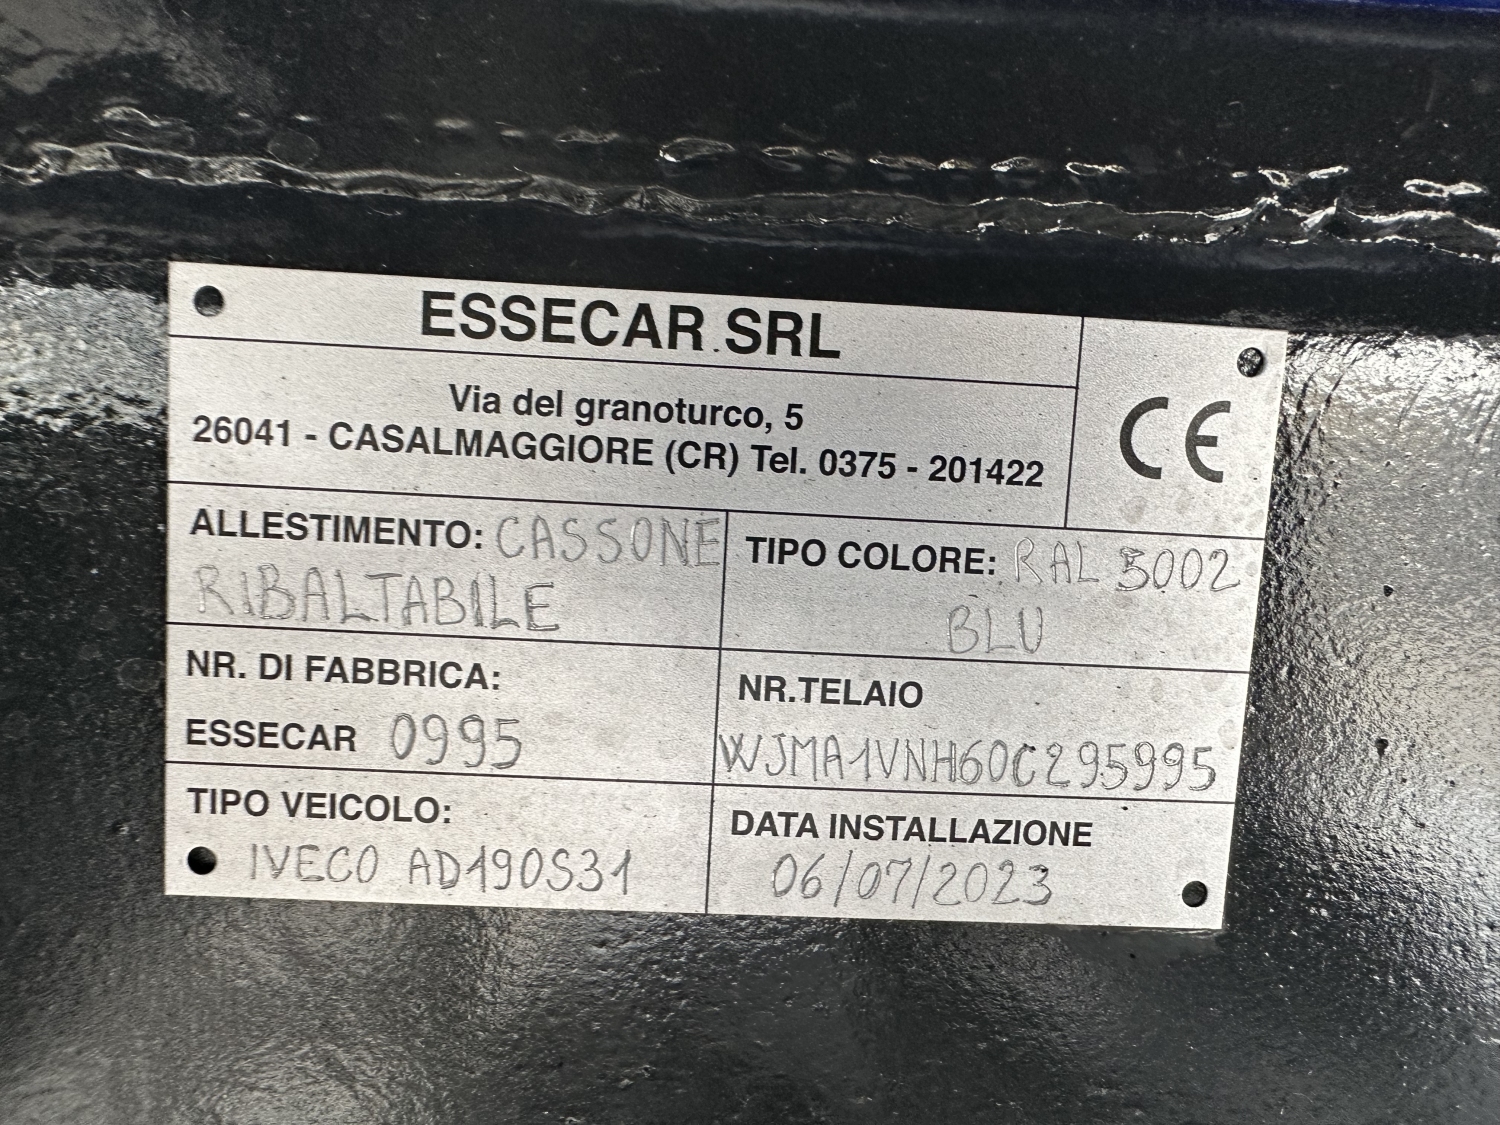 ESSECAR SRL
Via del granoturco, 5
26041 - CASALMAGGIORE (CR) Tel. 0375 - 201422
CE
ALLESTIMENTO: CASSONE
RIBALTABILE
TIPO COLORE: RAL 5002
BLU
NR. DI FABBRICA:
ESSECAR 0995
NR.TELAIO
WJMA1VNH60C295995
TIPO VEICOLO:
IVECO AD190S31
DATA INSTALLAZIONE
06/07/2023